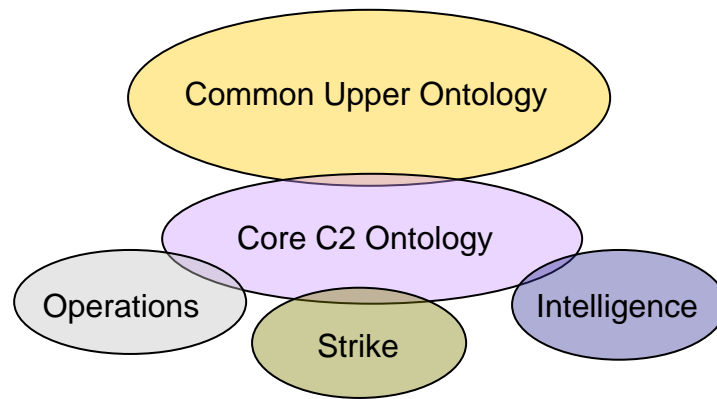 Common Upper Ontology
Core C2 Ontology
Operations
Intelligence
Strike